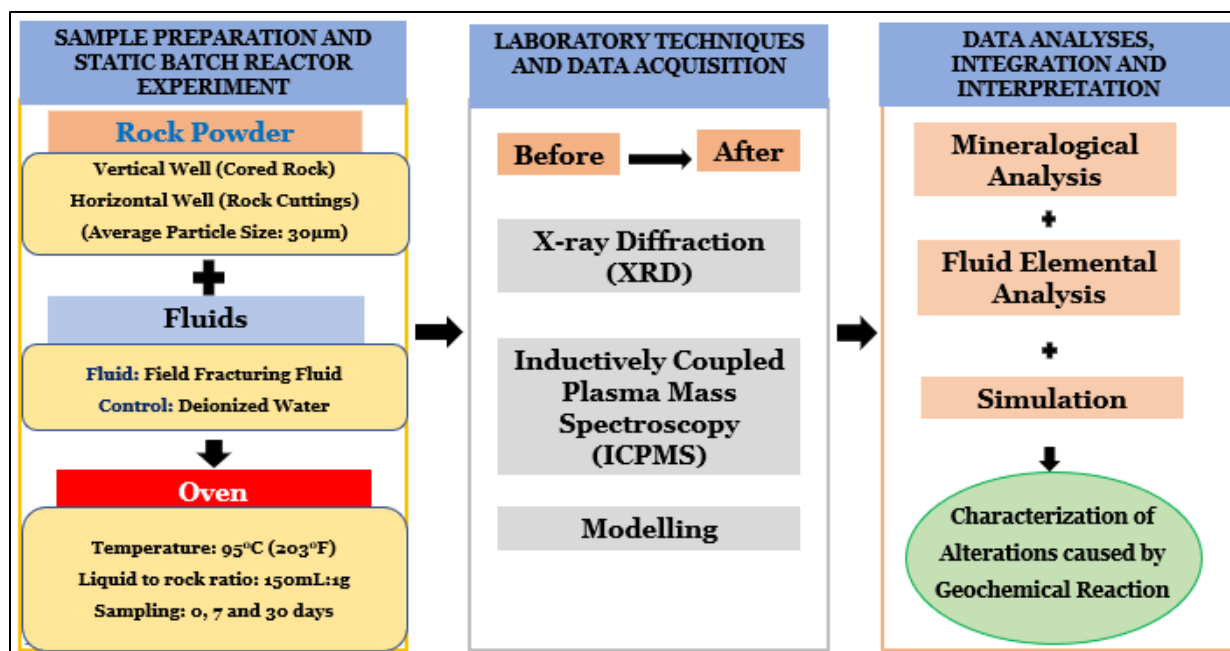 SAMPLE PREPARATION AND
STATIC BATCH REACTOR
EXPERIMENT
Rock Powder
Vertical Well (Cored Rock)
Horizontal Well (Rock Cuttings)
(Average Particle Size: 30µm)
Fluids
Fluid: Field Fracturing Fluid
Control: Deionized Water
Oven
Temperature: 95⁰C (203⁰F)
Liquid to rock ratio: 150mL:1g
Sampling: 0, 7 and 30 days
LABORATORY TECHNIQUES
AND DATA ACQUISITION
Before
After
X-ray Diffraction
(XRD)
Inductively Coupled
Plasma Mass
Spectroscopy
(ICPMS)
Modelling
DATA ANALYSES,
INTEGRATION AND
INTERPRETATION
Mineralogical
Analysis
+
Fluid Elemental
Analysis
+
Simulation
Characterization of
Alterations caused by
Geochemical Reaction